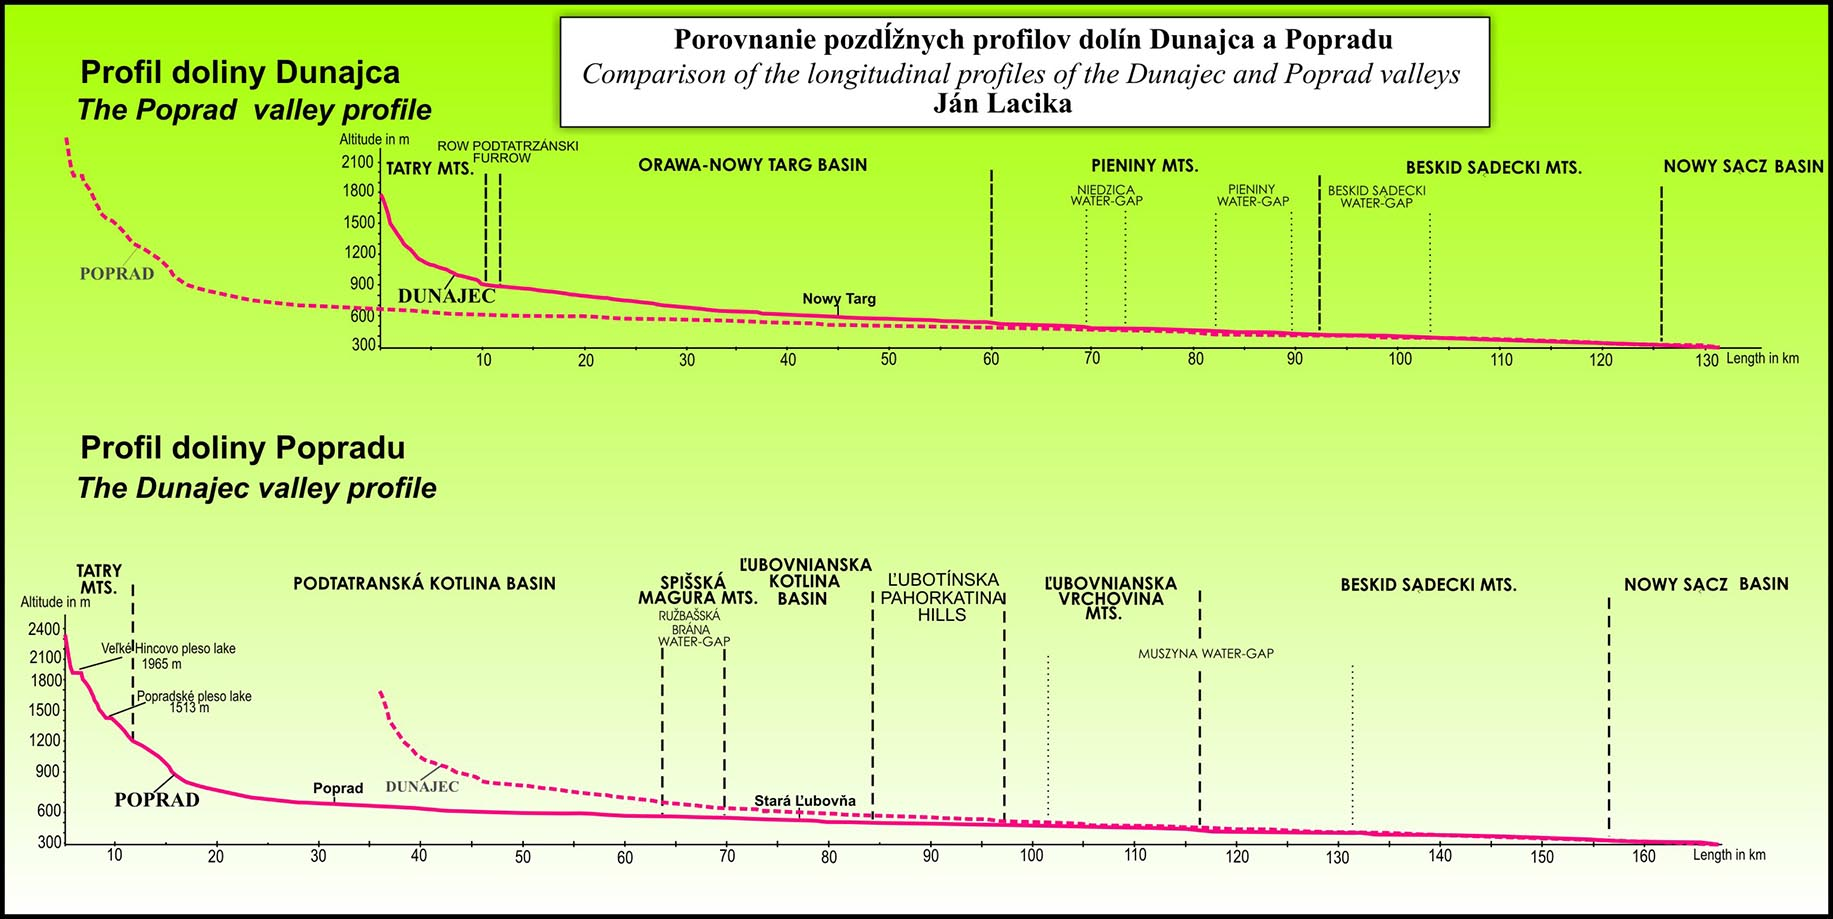 Porovnanie pozdĺžnych profilov dolín Dunajca a Popradu
Comparison of the longitudinal profiles of the Dunajec and Poprad valleys
Ján Lacika
Profil doliny Dunajca
The Poprad valley profile
Altitude in m
2100
1800
1500
1200
900
600
300
TATRY MTS.
ROW PODTATRZÁNSKI
FURROW
ORAWA-NOWY TARG BASIN
PIENINY MTS.
NIEDZICA
WATER-GAP
PIENINY
WATER-GAP
BESKID SĄDECKI MTS.
BESKID SĄDECKI
WATER-GAP
NOWY SĄCZ BASIN
POPRAD
DUNAJEC
Nowy Targ
10 20 30 40 50 60 70 80 90 100 110 120 130 Length in km
Profil doliny Popradu
The Dunajec valley profile
Altitude in m
2400
2100
1800
1500
1200
900
600
300
TATRY
MTS.
PODTATRANSKÁ KOTLINA BASIN
SPIŠSKÁ
MAGURA MTS.
RUŽBAŠSKÁ
BRÁNA
WATER-GAP
ĽUBOVNIANSKA
KOTLINA
BASIN
ĽUBOTÍNSKA
PAHORKATINA
HILLS
ĽUBOVNIANSKA
VRCHOVINA
MTS.
MUSZYNA WATER-GAP
BESKID SĄDECKI MTS.
NOWY SĄCZ BASIN
Veľké Hincovo pleso lake
1965 m
Popradské pleso lake
1513 m
POPRAD
Poprad
DUNAJEC
Stará Ľubovňa
10 20 30 40 50 60 70 80 90 100 110 120 130 140 150 160 Length in km